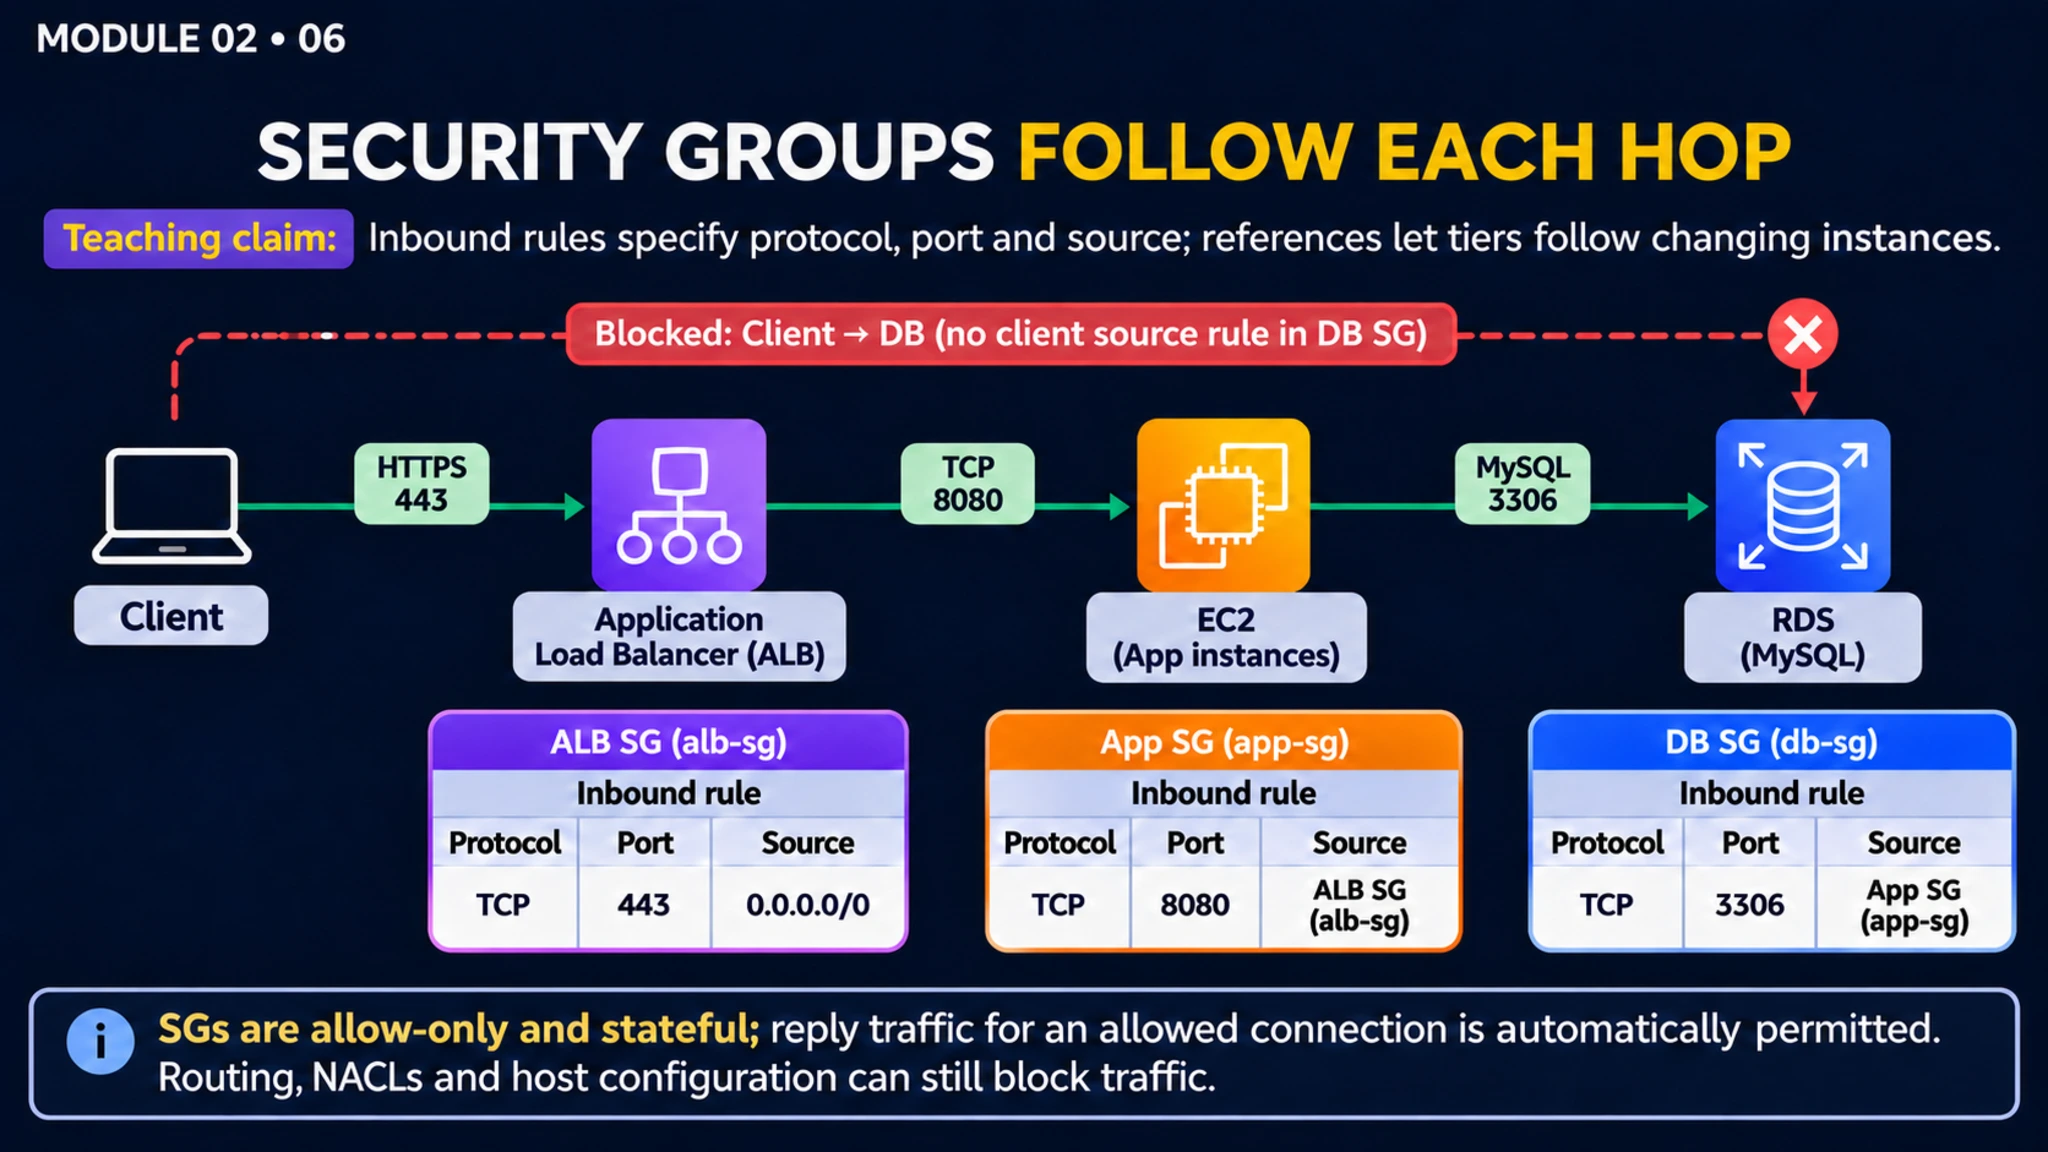 MODULE 02 • 06
SECURITY GROUPS FOLLOW EACH HOP
Teaching claim: Inbound rules specify protocol, port and source; references let tiers follow changing instances.
Blocked: Client → DB (no client source rule in DB SG)
HTTPS
443
TCP
8080
MySQL
3306
Client
Application
Load Balancer (ALB)
EC2
(App instances)
RDS
(MySQL)
ALB SG (alb-sg)
Inbound rule
Protocol Port Source
TCP 443 0.0.0.0/0
App SG (app-sg)
Inbound rule
Protocol Port Source
TCP 8080 ALB SG
(alb-sg)
DB SG (db-sg)
Inbound rule
Protocol Port Source
TCP 3306 App SG
(app-sg)
i
SGs are allow-only and stateful; reply traffic for an allowed connection is automatically permitted.
Routing, NACLs and host configuration can still block traffic.